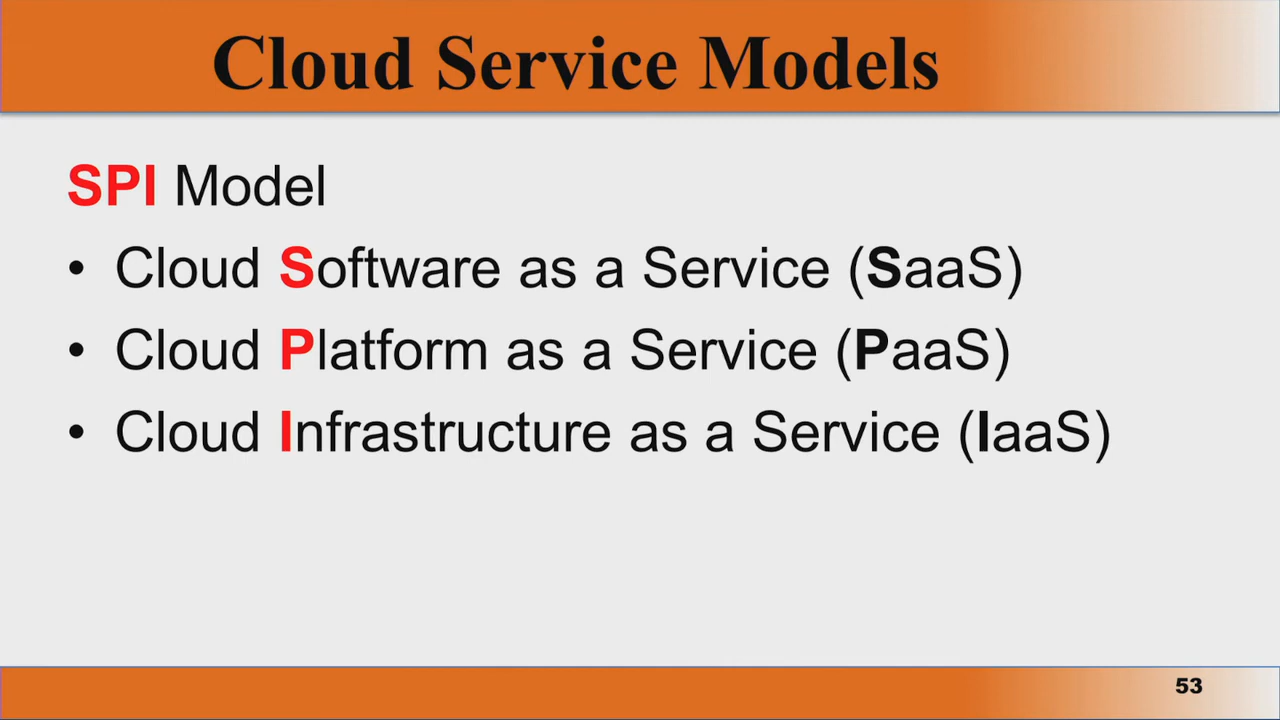 Cloud Service Models
SPI Model
• Cloud Software as a Service (SaaS)
• Cloud Platform as a Service (PaaS)
• Cloud Infrastructure as a Service (IaaS)
53